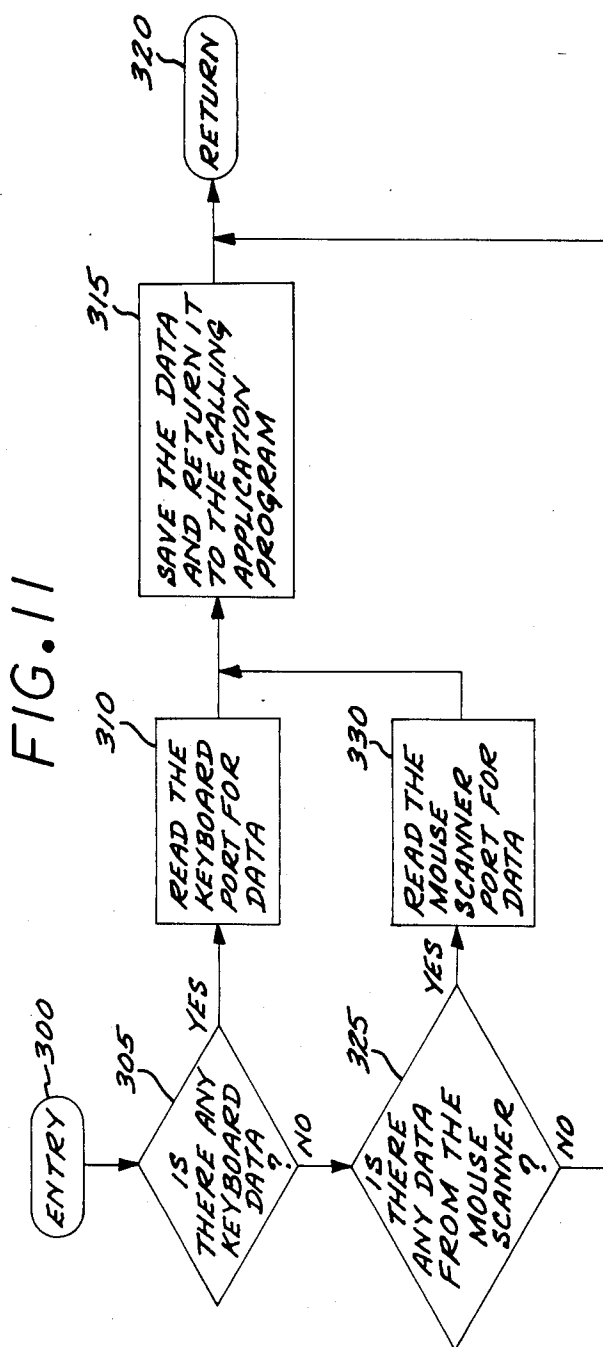 FIG.11
ENTRY
300
IS
THERE ANY
KEYBOARD
DATA
?
305
YES
NO
READ THE
KEYBOARD
PORT FOR
DATA
310
SAVE THE DATA
AND RETURN IT
TO THE CALLING
APPLICATION
PROGRAM
315
RETURN
320
IS
THERE
ANY DATA
FROM THE
MOUSE
SCANNER
?
325
YES
NO
READ THE
MOUSE
SCANNER
PORT FOR
DATA
330